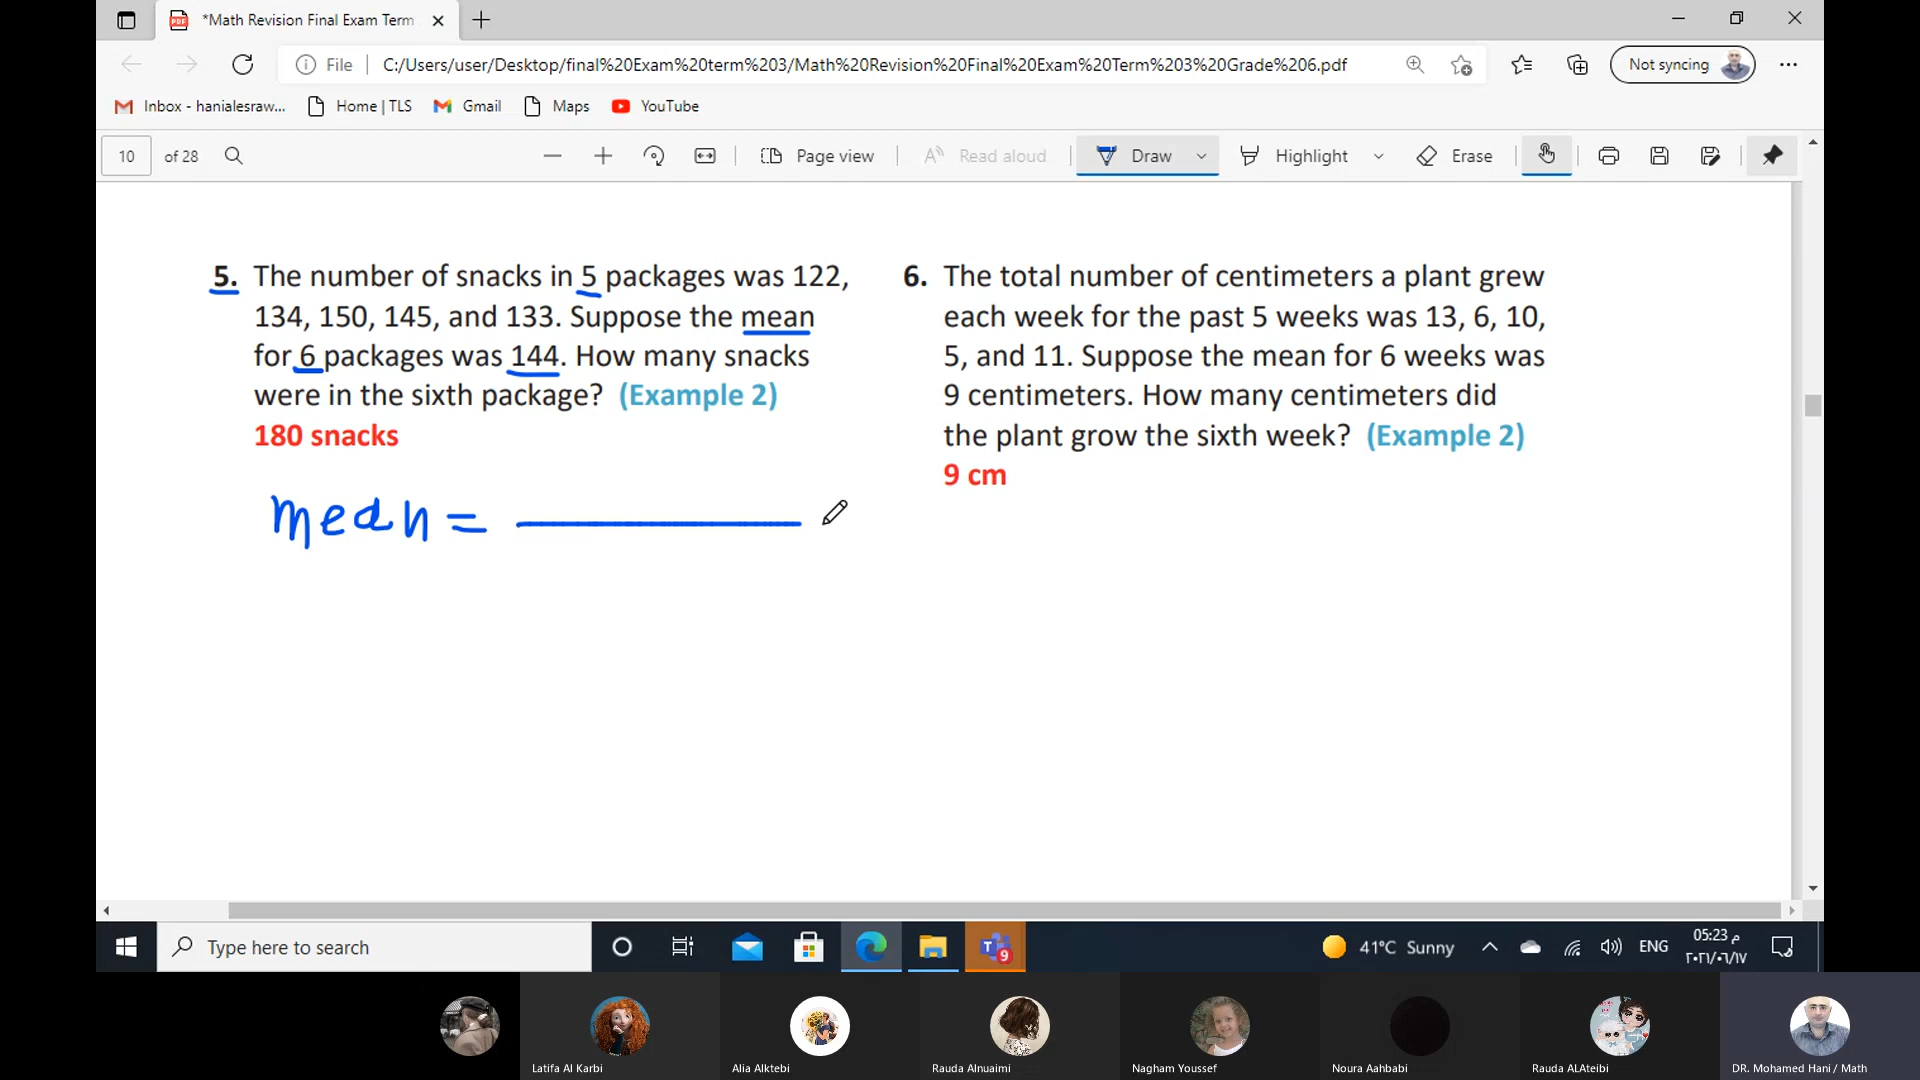 *Math Revision Final Exam Term
File C:/Users/user/Desktop/final%20Exam%20term%203/Math%20Revision%20Final%20Exam%20Term%203%20Grade%206.pdf Not syncing
Inbox - hanialesraw... Home | TLS Gmail Maps YouTube
10 of 28 Page view Read aloud Draw Highlight Erase
5. The number of snacks in 5 packages was 122,
134, 150, 145, and 133. Suppose the mean
for 6 packages was 144. How many snacks
were in the sixth package? (Example 2)
180 snacks
mean =
6. The total number of centimeters a plant grew
each week for the past 5 weeks was 13, 6, 10,
5, and 11. Suppose the mean for 6 weeks was
9 centimeters. How many centimeters did
the plant grow the sixth week? (Example 2)
9 cm
Type here to search 9 41°C Sunny ENG 05:23 م
٢٠٢١/٠٦/١٧
Latifa Al Karbi Alia Alktebi Rauda Alnuaimi Nagham Youssef Noura Aahbabi Rauda ALAteibi DR. Mohamed Hani / Math